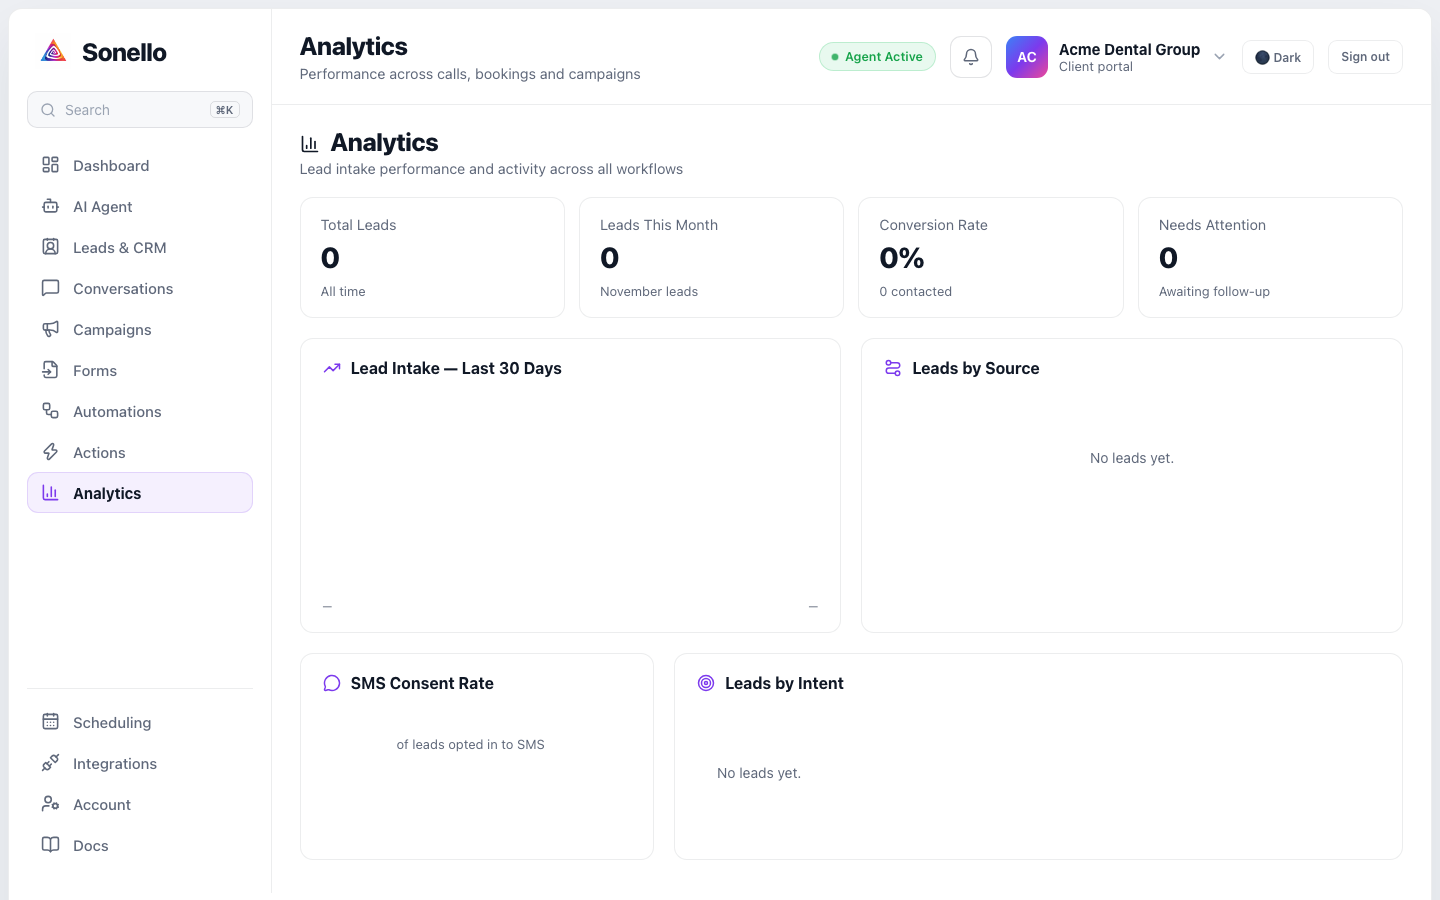 Sonello
Search
⌘K
Dashboard
AI Agent
Leads & CRM
Conversations
Campaigns
Forms
Automations
Actions
Analytics
Scheduling
Integrations
Account
Docs
Analytics
Performance across calls, bookings and campaigns
Agent Active
AC
Acme Dental Group
Client portal
Dark
Sign out
Analytics
Lead intake performance and activity across all workflows
Total Leads
0
All time
Leads This Month
0
November leads
Conversion Rate
0%
0 contacted
Needs Attention
0
Awaiting follow-up
Lead Intake — Last 30 Days
—
—
Leads by Source
No leads yet.
SMS Consent Rate
of leads opted in to SMS
Leads by Intent
No leads yet.